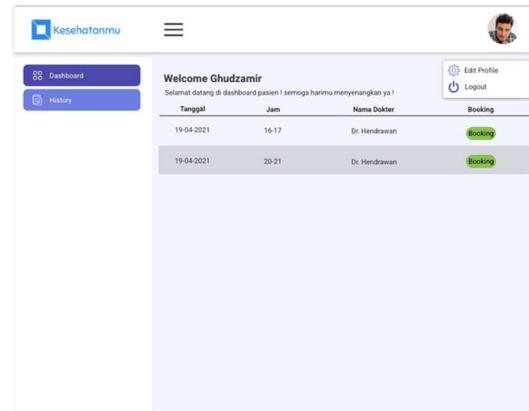 Kesehatanmu
Edit Profile
Logout
Dashboard
History
Welcome Ghudzamir
Selamat datang di dashboard pasien ! semoga harimu menyenangkan ya !
Tanggal Jam Nama Dokter Booking
19-04-2021 16-17 Dr. Hendrawan Booking
19-04-2021 20-21 Dr. Hendrawan Booking